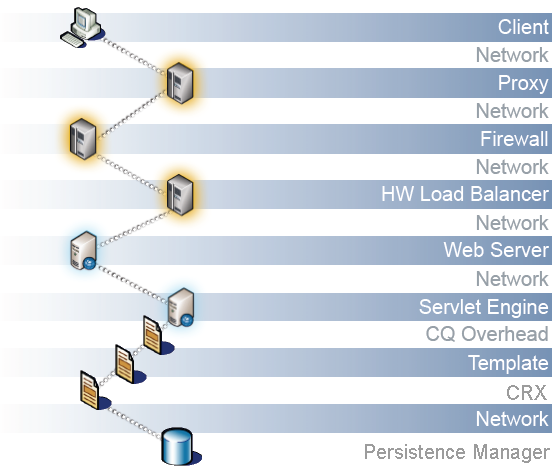 Client
Network
Proxy
Network
Firewall
Network
HW Load Balancer
Network
Web Server
Network
Servlet Engine
CQ Overhead
Template
CRX
Network
Persistence Manager